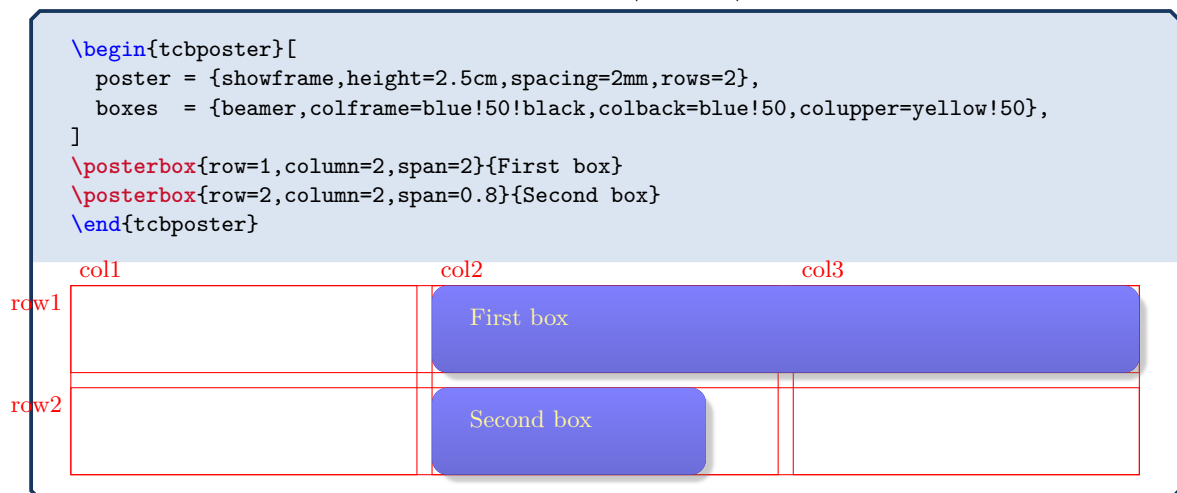 \begin{tcbposter}[
  poster = {showframe,height=2.5cm,spacing=2mm,rows=2},
  boxes  = {beamer,colframe=blue!50!black,colback=blue!50,colupper=yellow!50},
]
\posterbox{row=1,column=2,span=2}{First box}
\posterbox{row=2,column=2,span=0.8}{Second box}
\end{tcbposter}
col1 col2 col3
row1 First box
row2 Second box